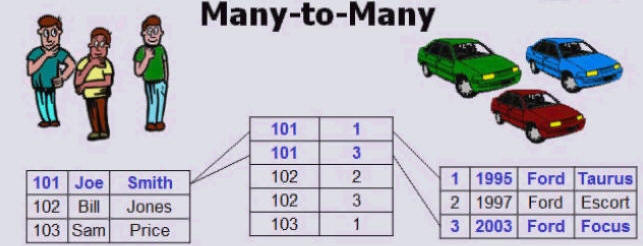 Many-to-Many
101 Joe Smith
102 Bill Jones
103 Sam Price
101 1
101 3
102 2
102 3
103 1
1 1995 Ford Taurus
2 1997 Ford Escort
3 2003 Ford Focus